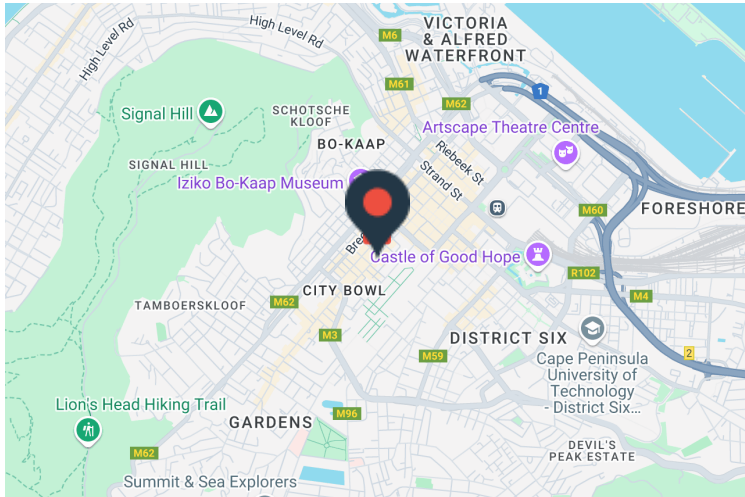 VICTORIA
& ALFRED
WATERFRONT
High Level Rd
High Level Rd
M6
M61
M62
1
Signal Hill
SCHOTSCHE
KLOOF
Artscape Theatre Centre
BO-KAAP
Riebeek St
SIGNAL HILL
Strand St
Iziko Bo-Kaap Museum
M60
FORESHORE
Castle of Good Hope
R102
CITY BOWL
M62
M4
TAMBOERSKLOOF
M3
DISTRICT SIX
M59
2
Cape Peninsula
University of
Technology
- District Six...
Lion's Head Hiking Trail
M96
GARDENS
M62
DEVIL'S
PEAK ESTATE
Summit & Sea Explorers